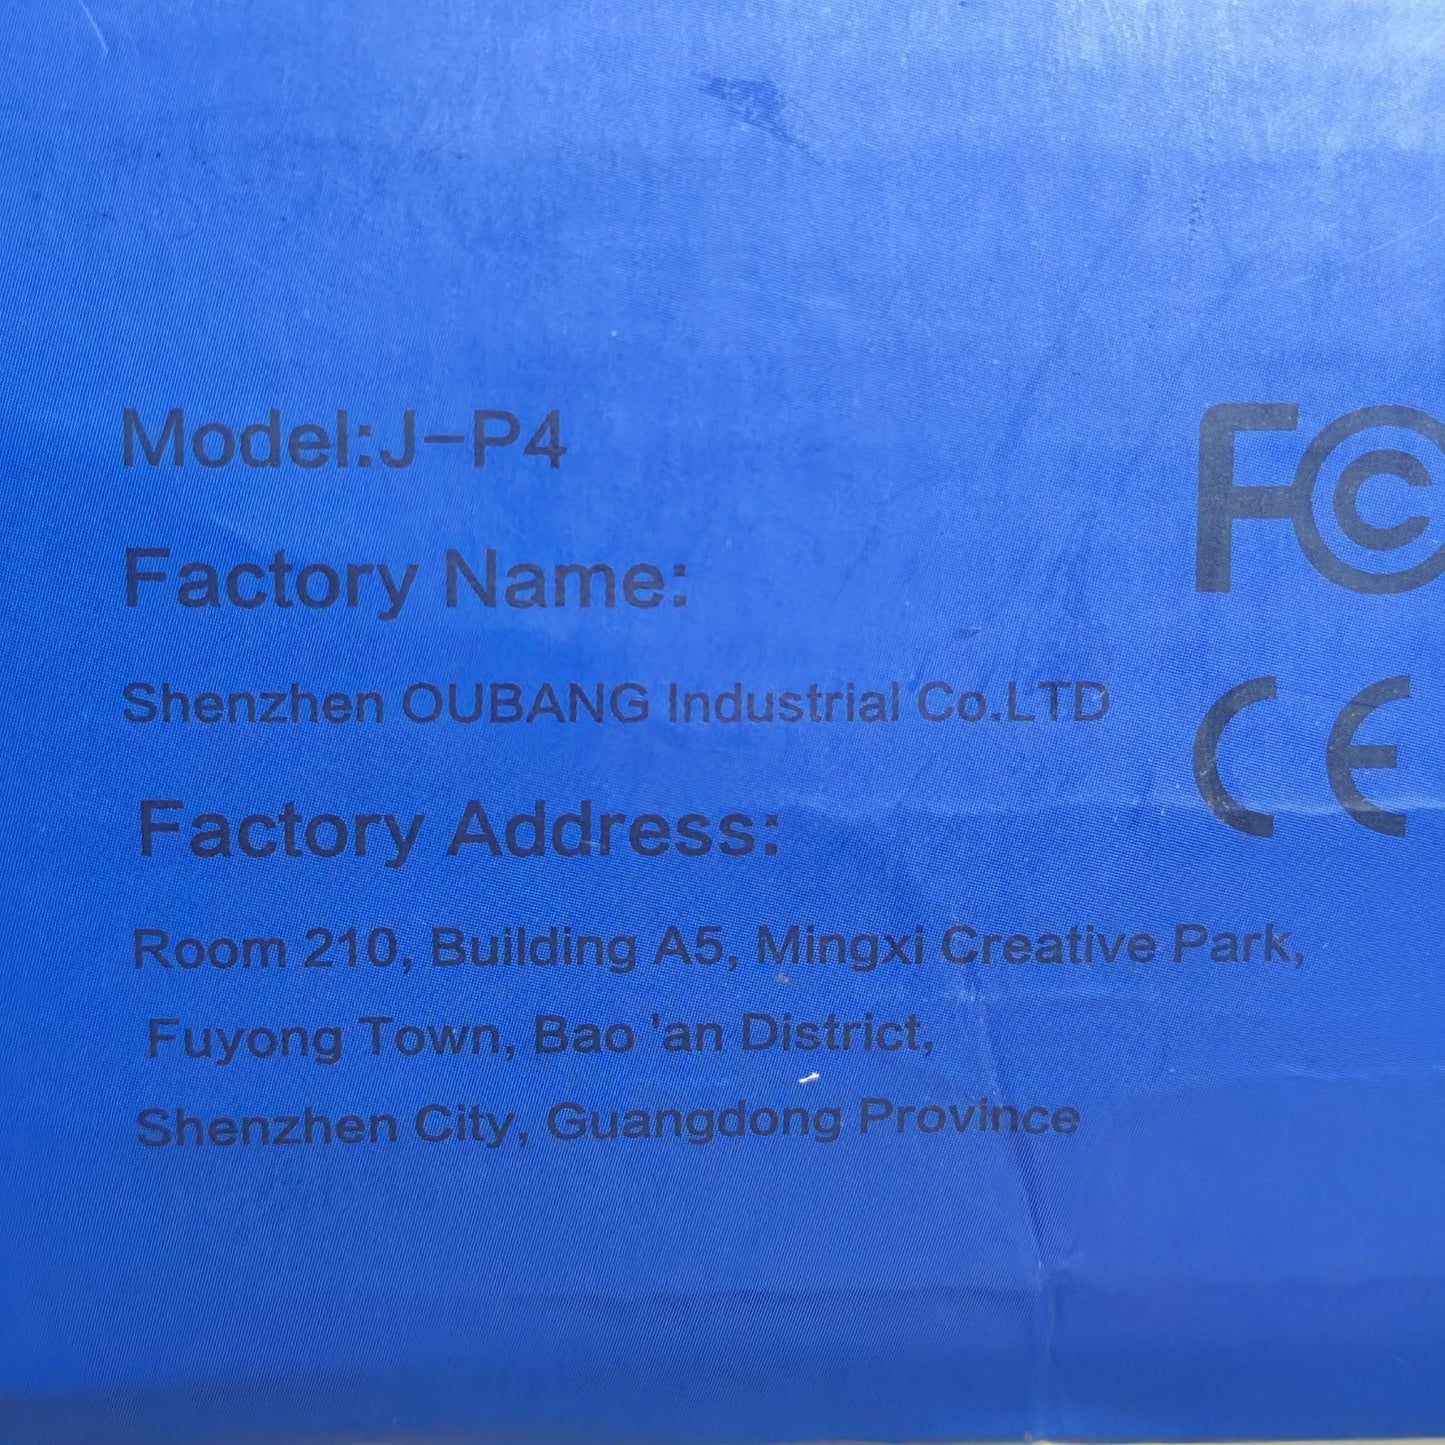 Model:J-P4
FC
Factory Name:
Shenzhen OUBANG Industrial Co.LTD
CE
Factory Address:
Room 210, Building A5, Mingxi Creative Park,
Fuyong Town, Bao 'an District,
Shenzhen City, Guangdong Province